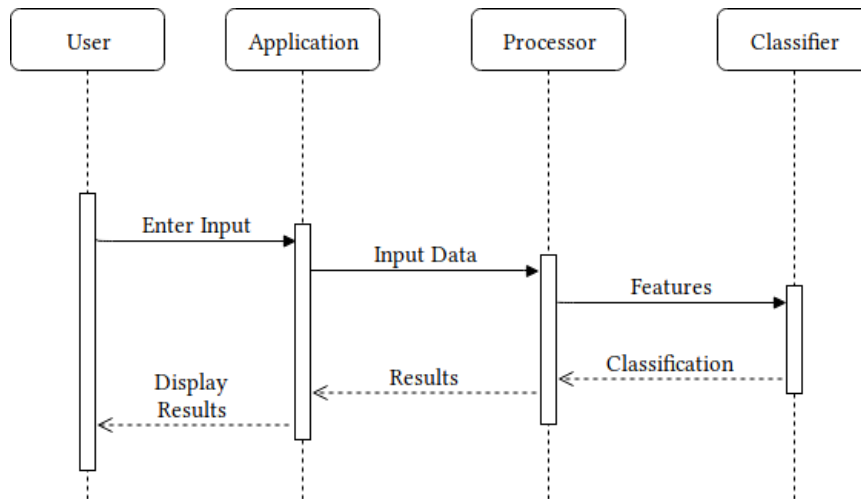 User
Application
Processor
Classifier
Enter Input
Input Data
Features
Classification
Results
Display
Results